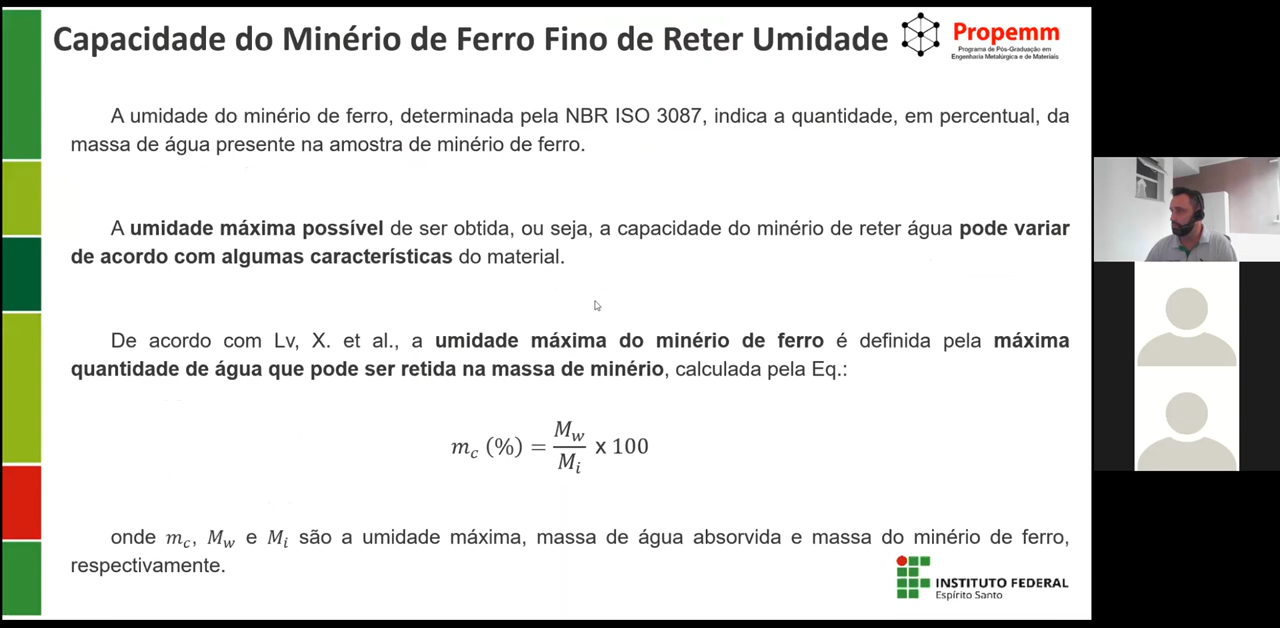 Capacidade do Minério de Ferro Fino de Reter Umidade
Propemm
Programa de Pós-Graduação em
Engenharia Metalúrgica e de Materiais
A umidade do minério de ferro, determinada pela NBR ISO 3087, indica a quantidade, em percentual, da
massa de água presente na amostra de minério de ferro.
A umidade máxima possível de ser obtida, ou seja, a capacidade do minério de reter água pode variar
de acordo com algumas características do material.
De acordo com Lv, X. et al., a umidade máxima do minério de ferro é definida pela máxima
quantidade de água que pode ser retida na massa de minério, calculada pela Eq.:
m_c (%) = M_w / M_i x 100
onde m_c, M_w e M_i são a umidade máxima, massa de água absorvida e massa do minério de ferro,
respectivamente.
INSTITUTO FEDERAL
Espírito Santo